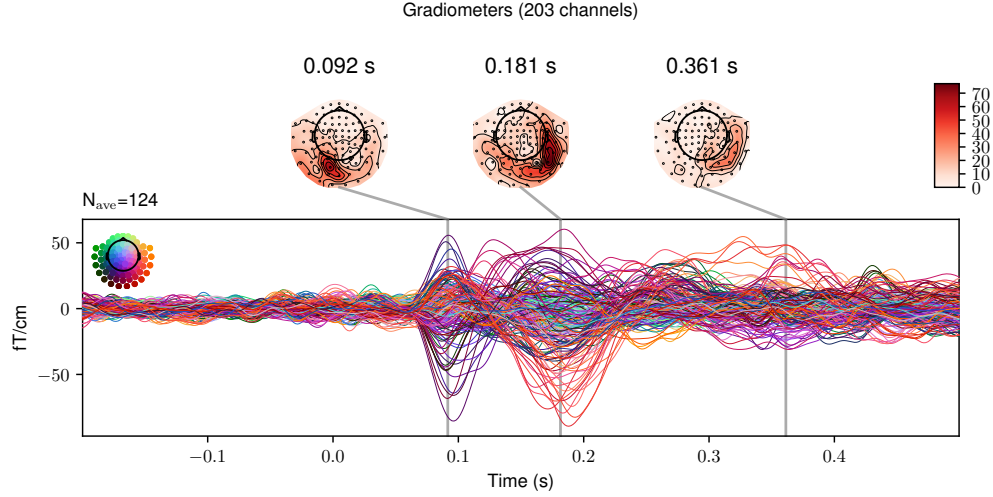 Gradiometers (203 channels)
0.092 s
0.181 s
0.361 s
70
60
50
40
30
20
10
0
Nave=124
50
0
−50
fT/cm
−0.1
0.0
0.1
0.2
0.3
0.4
Time (s)